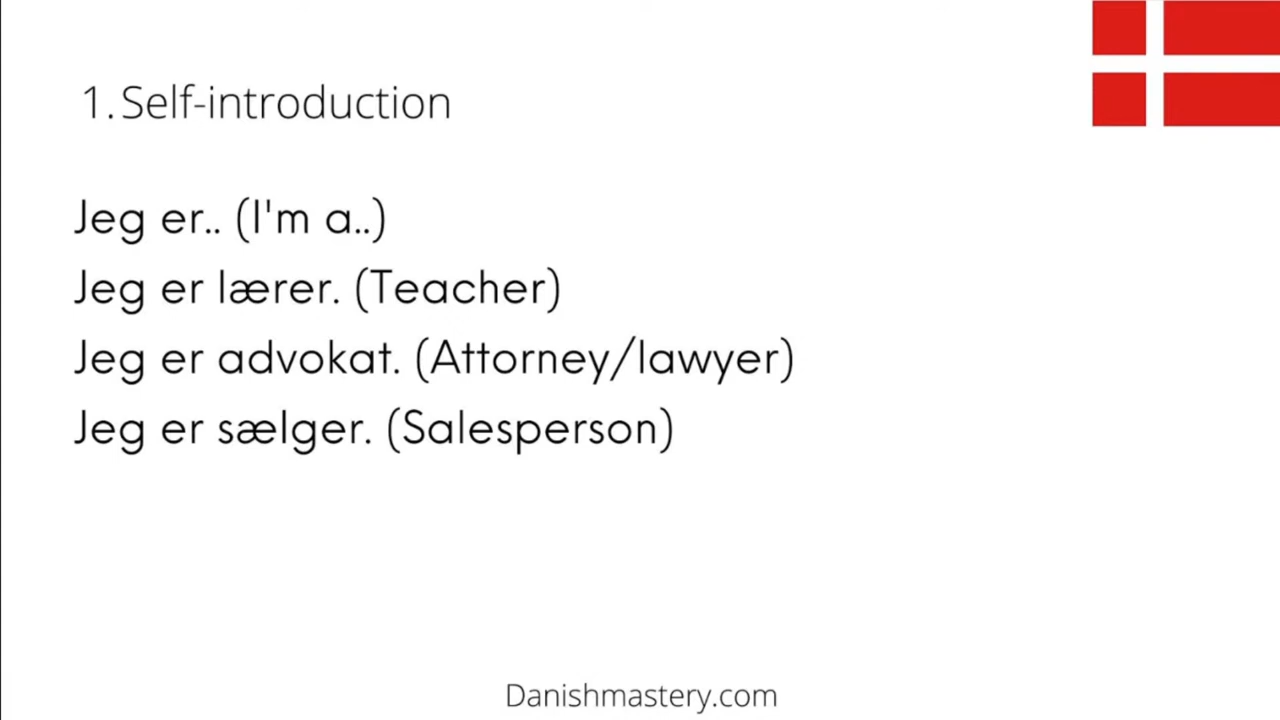 1. Self-introduction
Jeg er.. (I'm a..)
Jeg er lærer. (Teacher)
Jeg er advokat. (Attorney/lawyer)
Jeg er sælger. (Salesperson)
Danishmastery.com